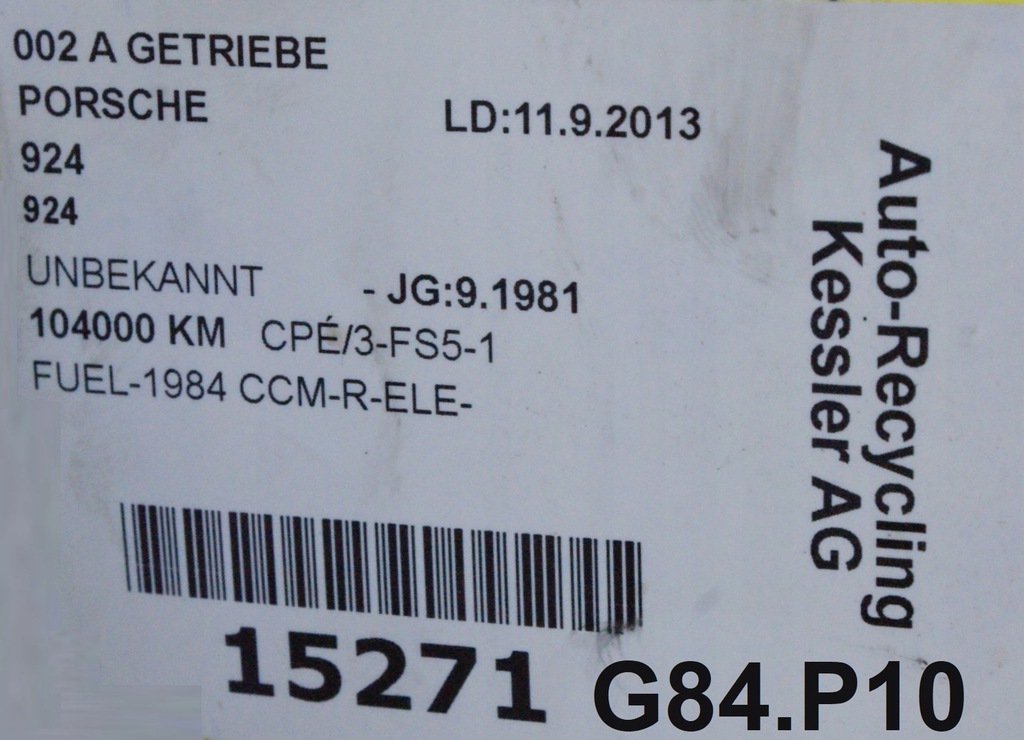 002 A GETRIEBE
PORSCHE
LD:11.9.2013
924
924
UNBEKANNT - JG:9.1981
104000 KM CPÉ/3-FS5-1
FUEL-1984 CCM-R-ELE-
15271
G84.P10
Auto-Recycling
Kessler AG